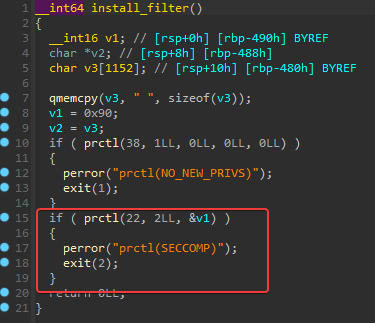 1 __int64 install_filter()
2 {
3 __int16 v1; // [rsp+0h] [rbp-490h] BYREF
4 char *v2; // [rsp+8h] [rbp-488h]
5 char v3[1152]; // [rsp+10h] [rbp-480h] BYREF
6
7 qmemcpy(v3, " ", sizeof(v3));
8 v1 = 0x90;
9 v2 = v3;
10 if ( prctl(38, 1LL, 0LL, 0LL, 0LL) )
11 {
12 perror("prctl(NO_NEW_PRIVS)");
13 exit(1);
14 }
15 if ( prctl(22, 2LL, &v1) )
16 {
17 perror("prctl(SECCOMP)");
18 exit(2);
19 }
20 return 0LL;
21 }